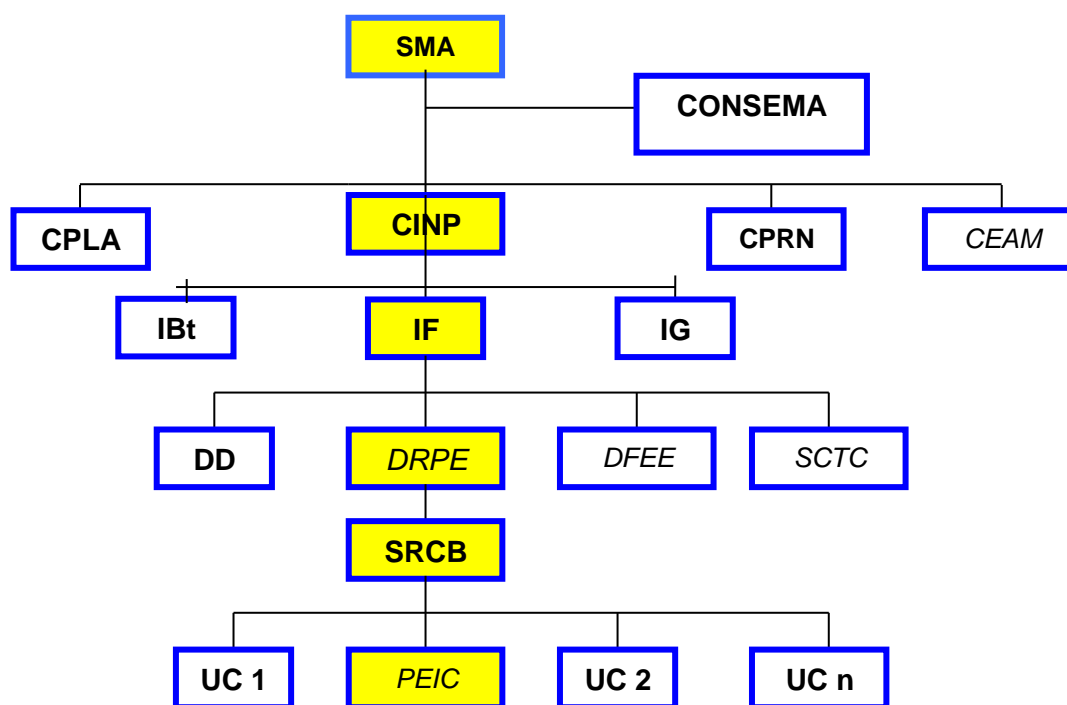 SMA
CONSEMA
CPLA
CINP
CPRN
CEAM
IBt
IF
IG
DD
DRPE
DFEE
SCTC
SRCB
UC 1
PEIC
UC 2
UC n